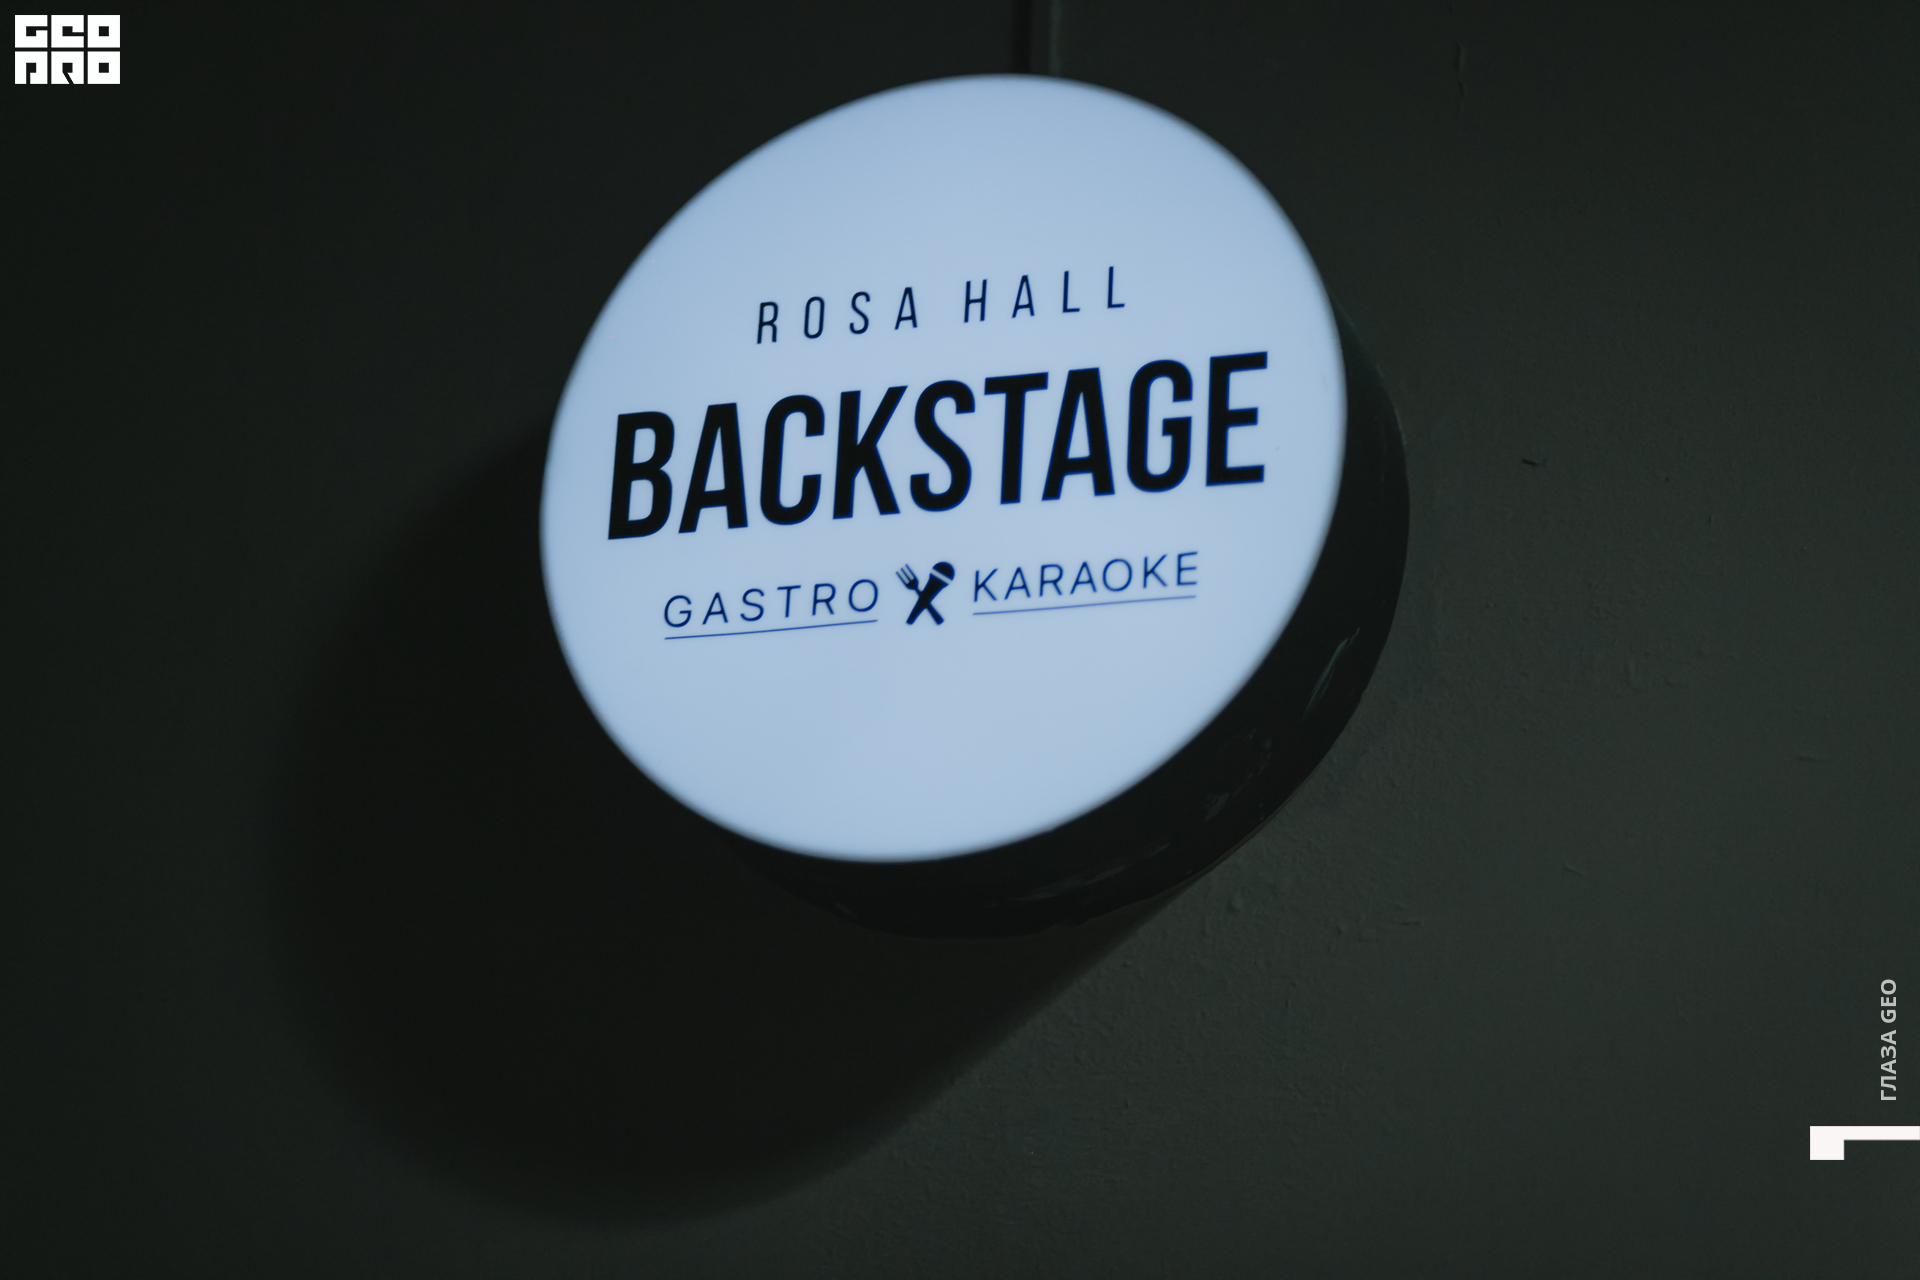 GEO
PRO
ROSA HALL
BACKSTAGE
GASTRO KARAOKE
ГЛАЗА GEO